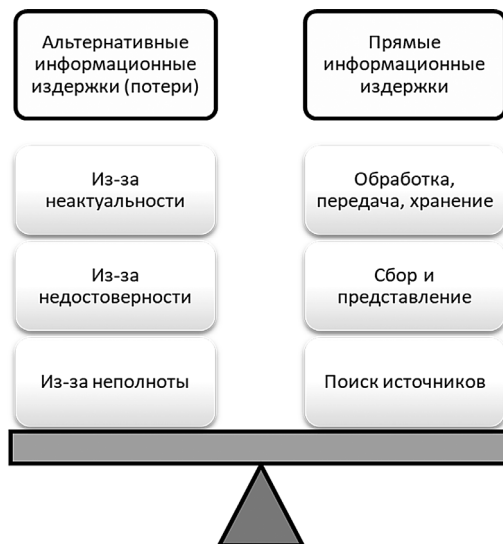 Альтернативные
информационные
издержки (потери)
Прямые
информационные
издержки
Из-за
неактуальности
Обработка,
передача, хранение
Из-за
недостоверности
Сбор и
представление
Из-за неполноты
Поиск источников